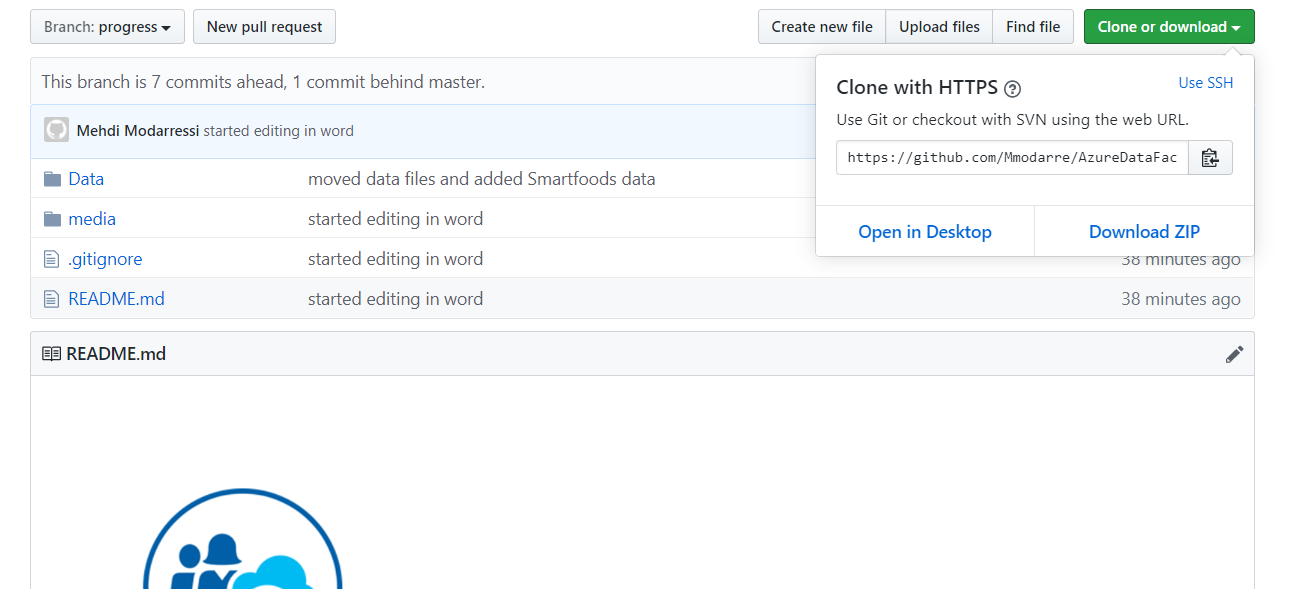 Branch: progress New pull request Create new file Upload files Find file Clone or download
This branch is 7 commits ahead, 1 commit behind master.
Clone with HTTPS ? Use SSH
Use Git or checkout with SVN using the web URL.
Mehdi Modarressi started editing in word
https://github.com/Mmodarre/AzureDataFac
Data moved data files and added Smartfoods data
media started editing in word
Open in Desktop Download ZIP
.gitignore started editing in word 38 minutes ago
README.md started editing in word 38 minutes ago
README.md